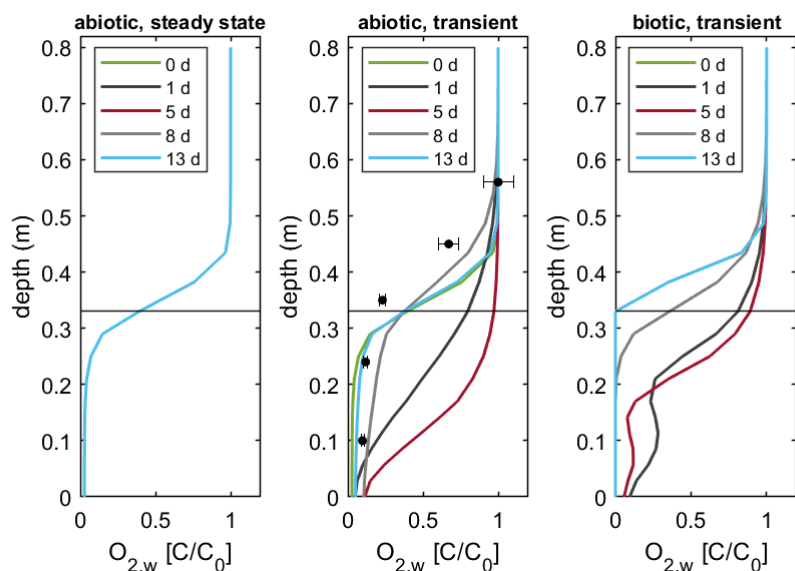 abiotic, steady state
0.8
0.7
0.6
0.5
0.4
0.3
0.2
0.1
0
depth (m)
0 d
1 d
5 d
8 d
13 d
0
0.5
1
O2,w [C/C0]
abiotic, transient
0.8
0.7
0.6
0.5
0.4
0.3
0.2
0.1
0
depth (m)
0 d
1 d
5 d
8 d
13 d
0
0.5
1
O2,w [C/C0]
biotic, transient
0.8
0.7
0.6
0.5
0.4
0.3
0.2
0.1
0
depth (m)
0 d
1 d
5 d
8 d
13 d
0
0.5
1
O2,w [C/C0]